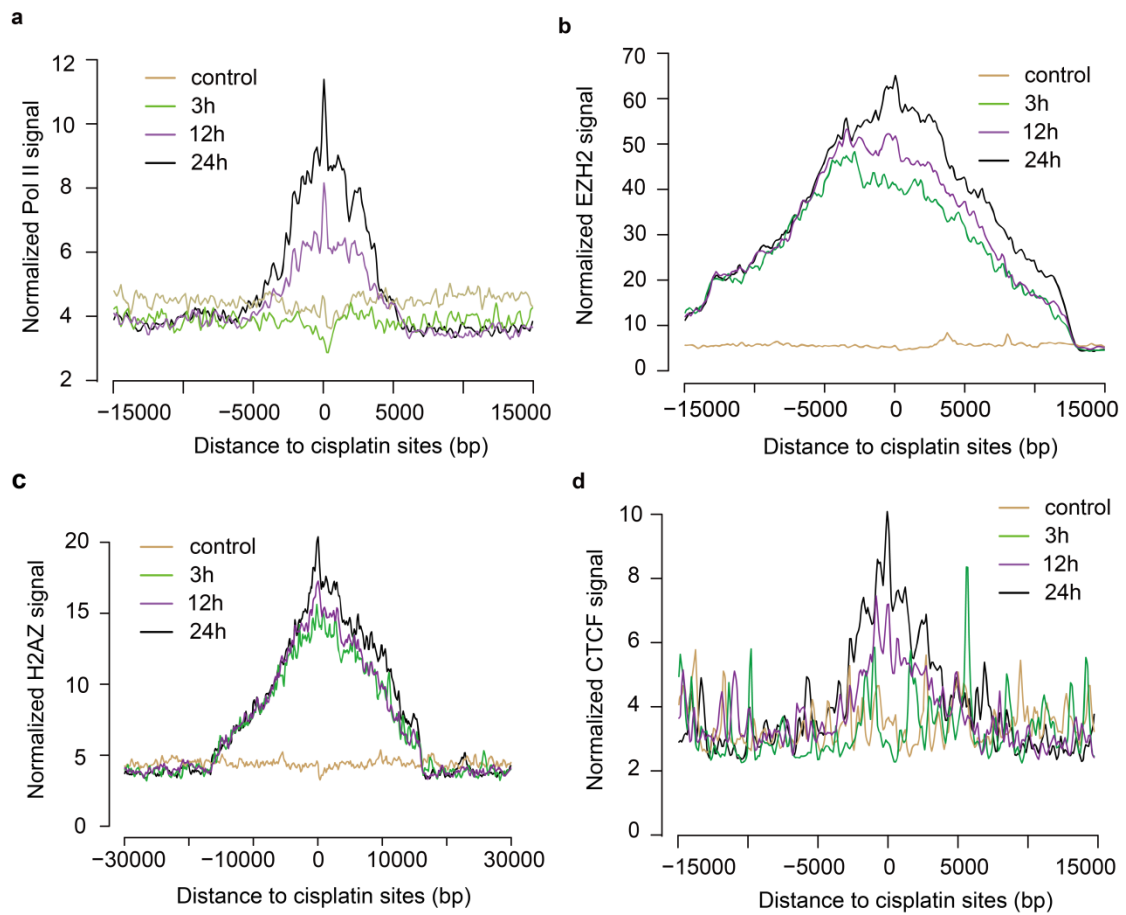 a
Normalized Pol II signal
12
10
8
6
4
2
control
3h
12h
24h
−15000
−5000
0
5000
15000
Distance to cisplatin sites (bp)
b
Normalized EZH2 signal
70
60
50
40
30
20
10
0
control
3h
12h
24h
−15000
−5000
0
5000
15000
Distance to cisplatin sites (bp)
c
Normalized H2AZ signal
20
15
10
5
0
control
3h
12h
24h
−30000
−10000
0
10000
30000
Distance to cisplatin sites (bp)
d
Normalized CTCF signal
10
8
6
4
2
0
control
3h
12h
24h
−15000
−5000
0
5000
15000
Distance to cisplatin sites (bp)